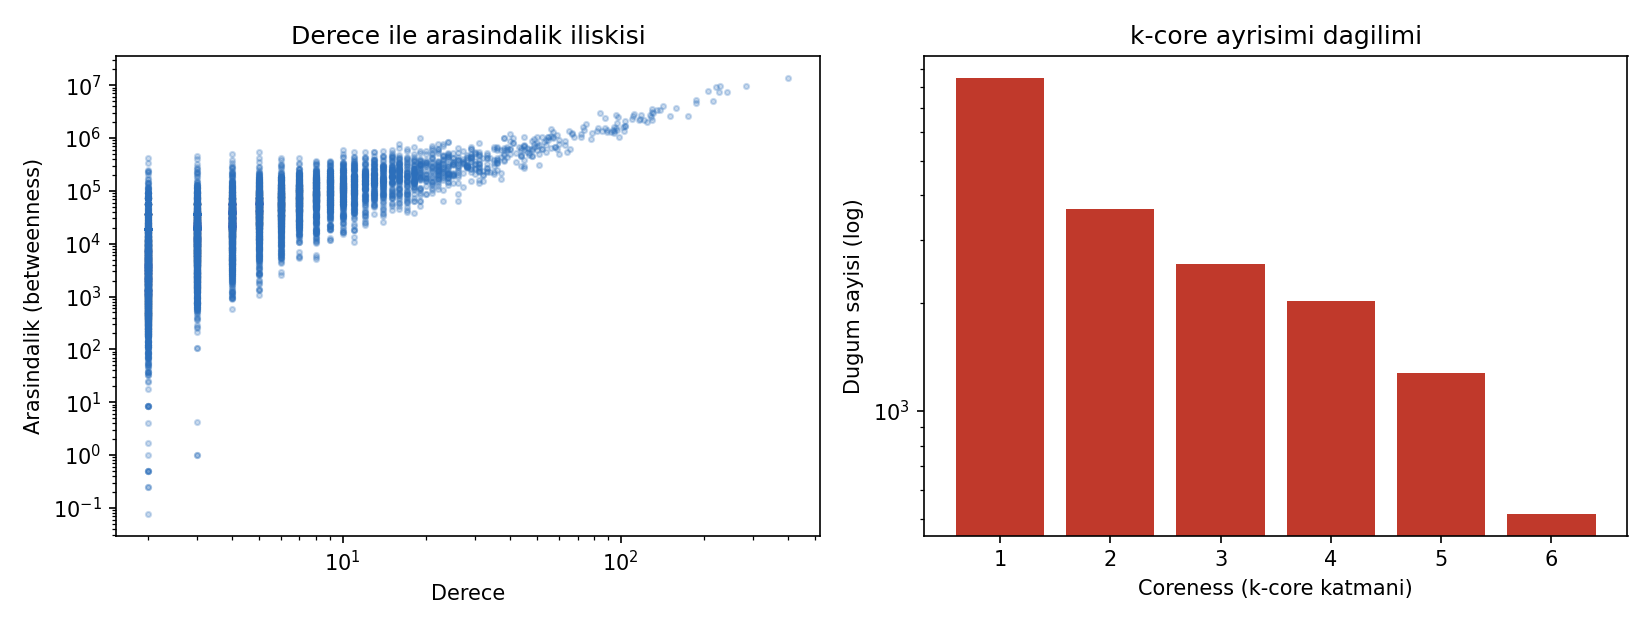 Derece ile arasindalik iliskisi
Arasindalik (betweenness)
10^7
10^6
10^5
10^4
10^3
10^2
10^1
10^0
10^-1
10^1
10^2
Derece
k-core ayrisimi dagilimi
Dugum sayisi (log)
10^3
1 2 3 4 5 6
Coreness (k-core katmani)